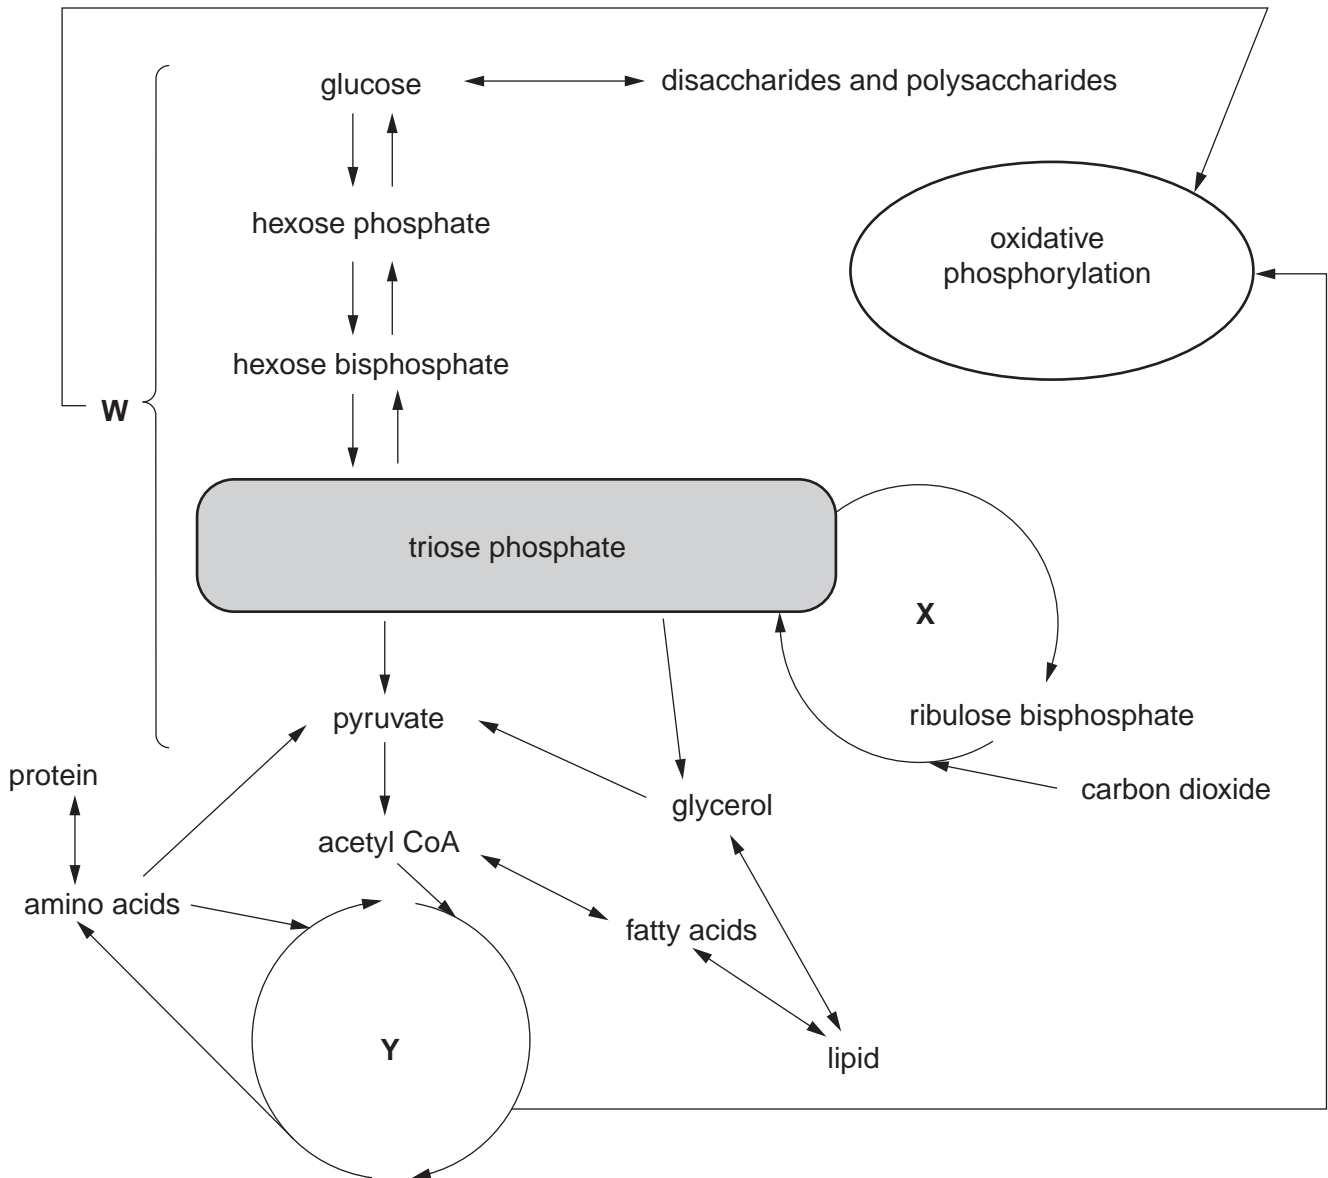 glucose
disaccharides and polysaccharides
hexose phosphate
oxidative
phosphorylation
hexose bisphosphate
W
triose phosphate
X
pyruvate
ribulose bisphosphate
protein
carbon dioxide
glycerol
acetyl CoA
amino acids
fatty acids
Y
lipid